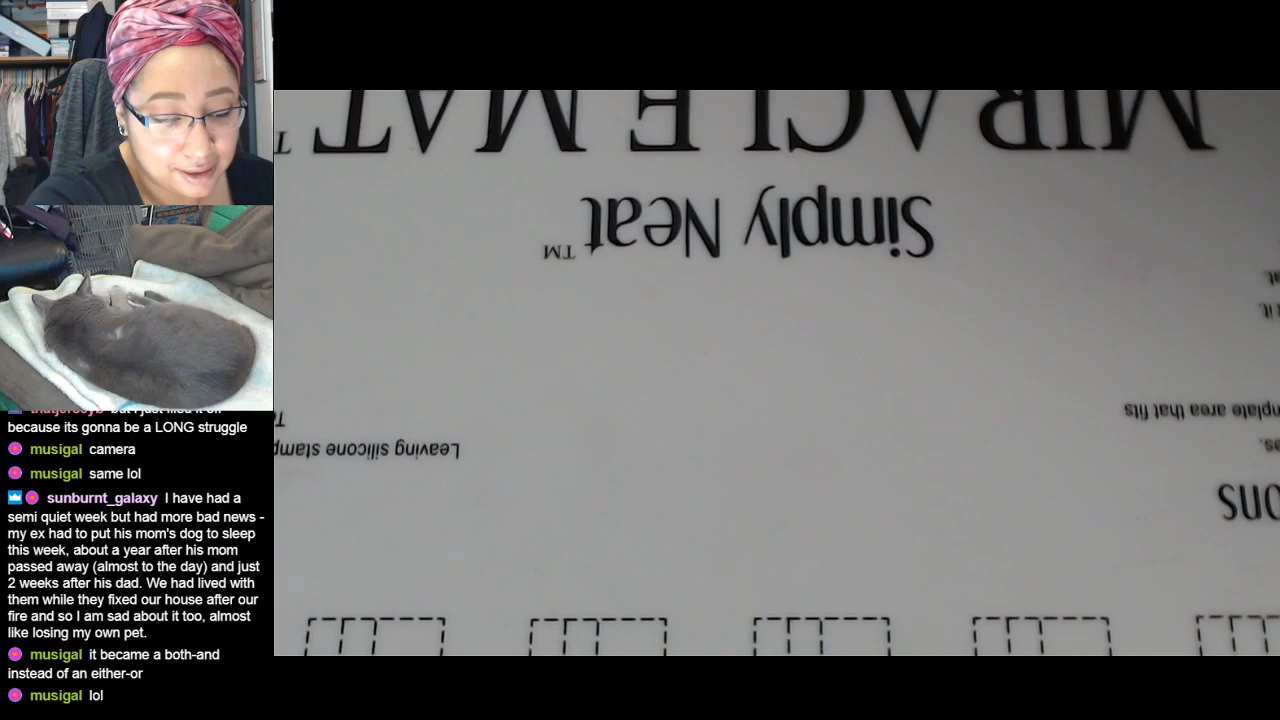 because its gonna be a LONG struggle
musigal camera
musigal same lol
sunburnt_galaxy I have had a
semi quiet week but had more bad news -
my ex had to put his mom's dog to sleep
this week, about a year after his mom
passed away (almost to the day) and just
2 weeks after his dad. We had lived with
them while they fixed our house after our
fire and so I am sad about it too, almost
like losing my own pet.
musigal it became a both-and
instead of an either-or
musigal lol
MIRACLE MAT
Simply Neat™
Leaving silicone stamp
plate area that fits